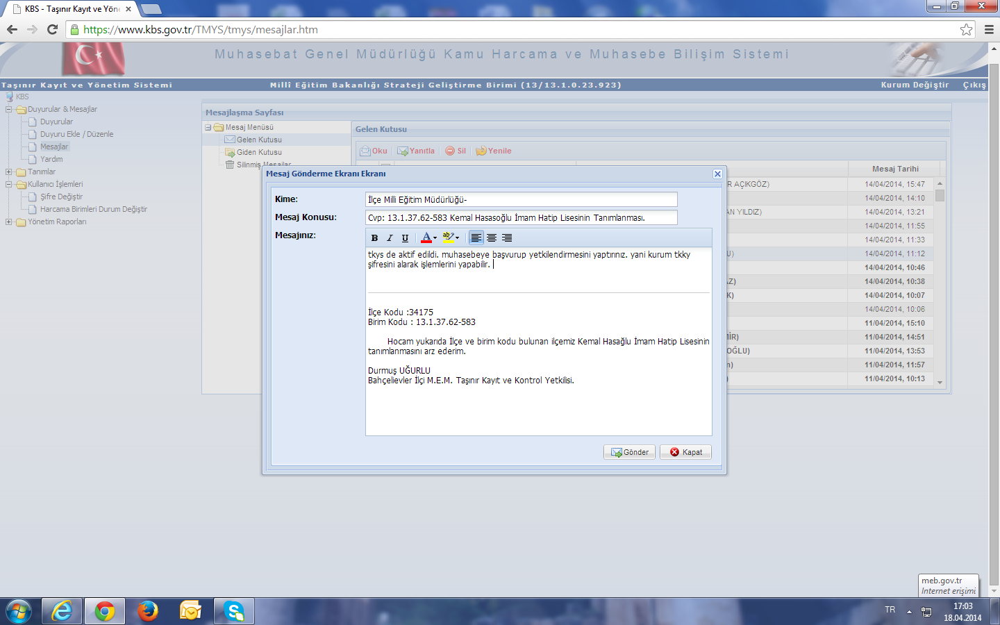 KBS - Taşınır Kayıt ve Yön
https://www.kbs.gov.tr/TMYS/tmys/mesajlar.htm
Muhasebat Genel Müdürlüğü Kamu Harcama ve Muhasebe Bilişim Sistemi
Taşınır Kayıt ve Yönetim Sistemi
Millî Eğitim Bakanlığı Strateji Geliştirme Birimi (13/13.1.0.23.923)
Kurum Değiştir
Çıkış
KBS
Duyurular & Mesajlar
Duyurular
Duyuru Ekle / Düzenle
Mesajlar
Yardım
Tanımlar
Kullanıcı İşlemleri
Şifre Değiştir
Harcama Birimleri Durum Değiştir
Yönetim Raporları
Mesajlaşma Sayfası
Mesaj Menüsü
Gelen Kutusu
Giden Kutusu
Silinmiş Mesajlar
Gelen Kutusu
Oku
Yanıtla
Sil
Yenile
Mesaj Tarihi
R AÇIKGÖZ) 14/04/2014, 15:47
14/04/2014, 14:10
AN YILDIZ) 14/04/2014, 13:21
14/04/2014, 11:55
14/04/2014, 11:33
U) 14/04/2014, 11:12
14/04/2014, 10:46
AZ) 14/04/2014, 10:38
K) 14/04/2014, 10:07
14/04/2014, 10:06
11/04/2014, 15:10
MİR) 11/04/2014, 14:51
OĞLU) 11/04/2014, 13:53
n) 11/04/2014, 11:57
) 11/04/2014, 10:13
Mesaj Gönderme Ekranı Ekranı
Kime: İlçe Milli Eğitim Müdürlüğü-
Mesaj Konusu: Cvp: 13.1.37.62-583 Kemal Hasasoğlu İmam Hatip Lisesinin Tanımlanması.
Mesajınız:
B I U A ab
tkys de aktif edildi. muhasebeye başvurup yetkilendirmesini yaptırınız. yani kurum tkky
şifresini alarak işlemlerini yapabilir.
İlçe Kodu :34175
Birim Kodu : 13.1.37.62-583
Hocam yukarıda İlçe ve birim kodu bulunan ilçemiz Kemal Hasağlu İmam Hatip Lisesinin
tanımlanmasını arz ederim.
Durmuş UĞURLU
Bahçelievler İlçi M.E.M. Taşınır Kayıt ve Kontrol Yetkilisi.
Gönder
Kapat
meb.gov.tr
Internet erişimi
TR
17:03
18.04.2014